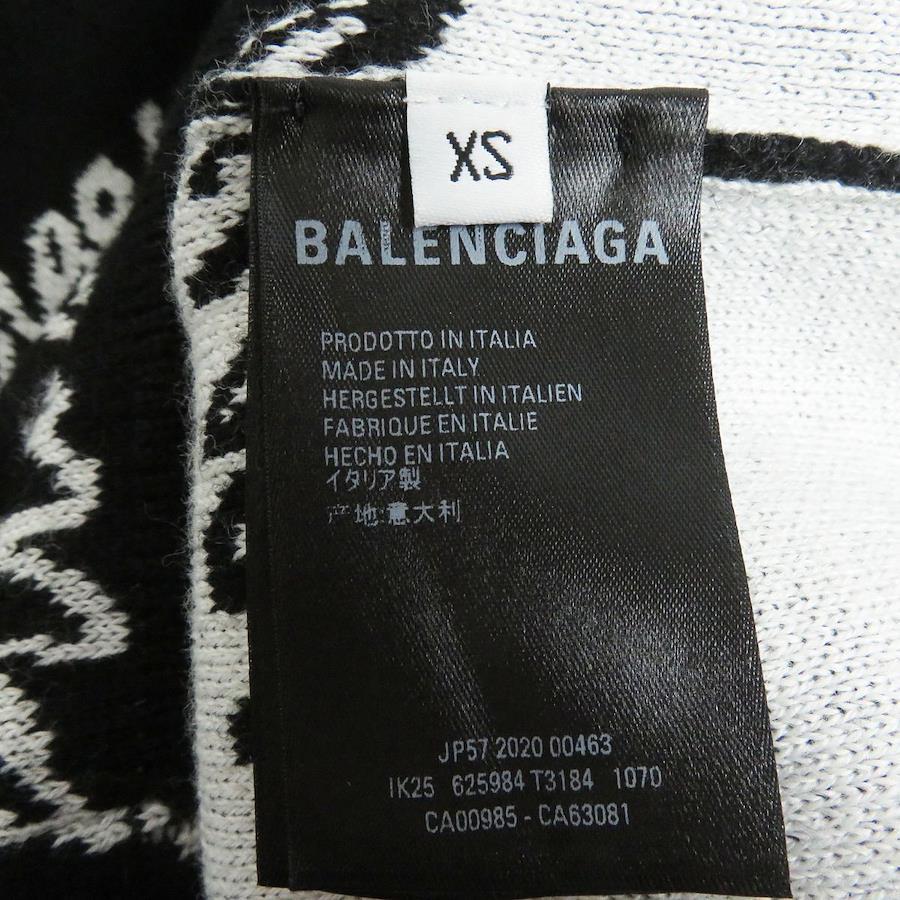 XS
BALENCIAGA
PRODOTTO IN ITALIA
MADE IN ITALY
HERGESTELLT IN ITALIEN
FABRIQUE EN ITALIE
HECHO EN ITALIA
イタリア製
产地:意大利
JP57 2020 00463
IK25 625984 T3184 1070
CA00985 - CA63081